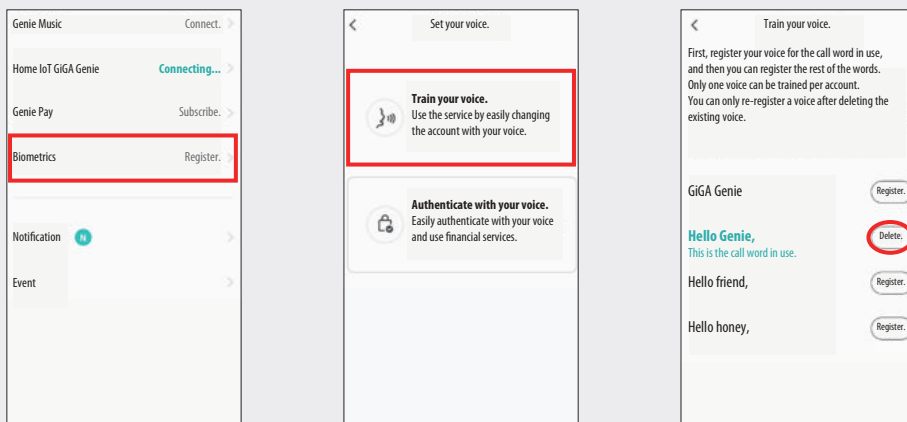 Genie Music Connect.
Home IoT GiGA Genie Connecting...
Genie Pay Subscribe.
Biometrics Register.
Notification N
Event
Set your voice.
Train your voice.
Use the service by easily changing
the account with your voice.
Authenticate with your voice.
Easily authenticate with your voice
and use financial services.
Train your voice.
First, register your voice for the call word in use,
and then you can register the rest of the words.
Only one voice can be trained per account.
You can only re-register a voice after deleting the
existing voice.
GiGA Genie Register.
Hello Genie, Delete.
This is the call word in use.
Hello friend, Register.
Hello honey, Register.